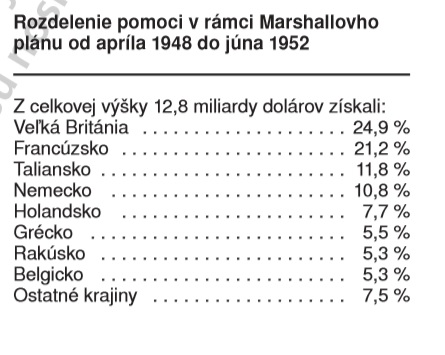 Rozdelenie pomoci v rámci Marshallovho
plánu od apríla 1948 do júna 1952
Z celkovej výšky 12,8 miliardy dolárov získali:
Veľká Británia . . . . . . . . . . . . . . . . . . . . . 24,9 %
Francúzsko . . . . . . . . . . . . . . . . . . . . . . . 21,2 %
Taliansko . . . . . . . . . . . . . . . . . . . . . . . . . 11,8 %
Nemecko . . . . . . . . . . . . . . . . . . . . . . . . 10,8 %
Holandsko . . . . . . . . . . . . . . . . . . . . . . . 7,7 %
Grécko . . . . . . . . . . . . . . . . . . . . . . . . . . 5,5 %
Rakúsko . . . . . . . . . . . . . . . . . . . . . . . . . 5,3 %
Belgicko . . . . . . . . . . . . . . . . . . . . . . . . . 5,3 %
Ostatné krajiny . . . . . . . . . . . . . . . . . . . . 7,5 %